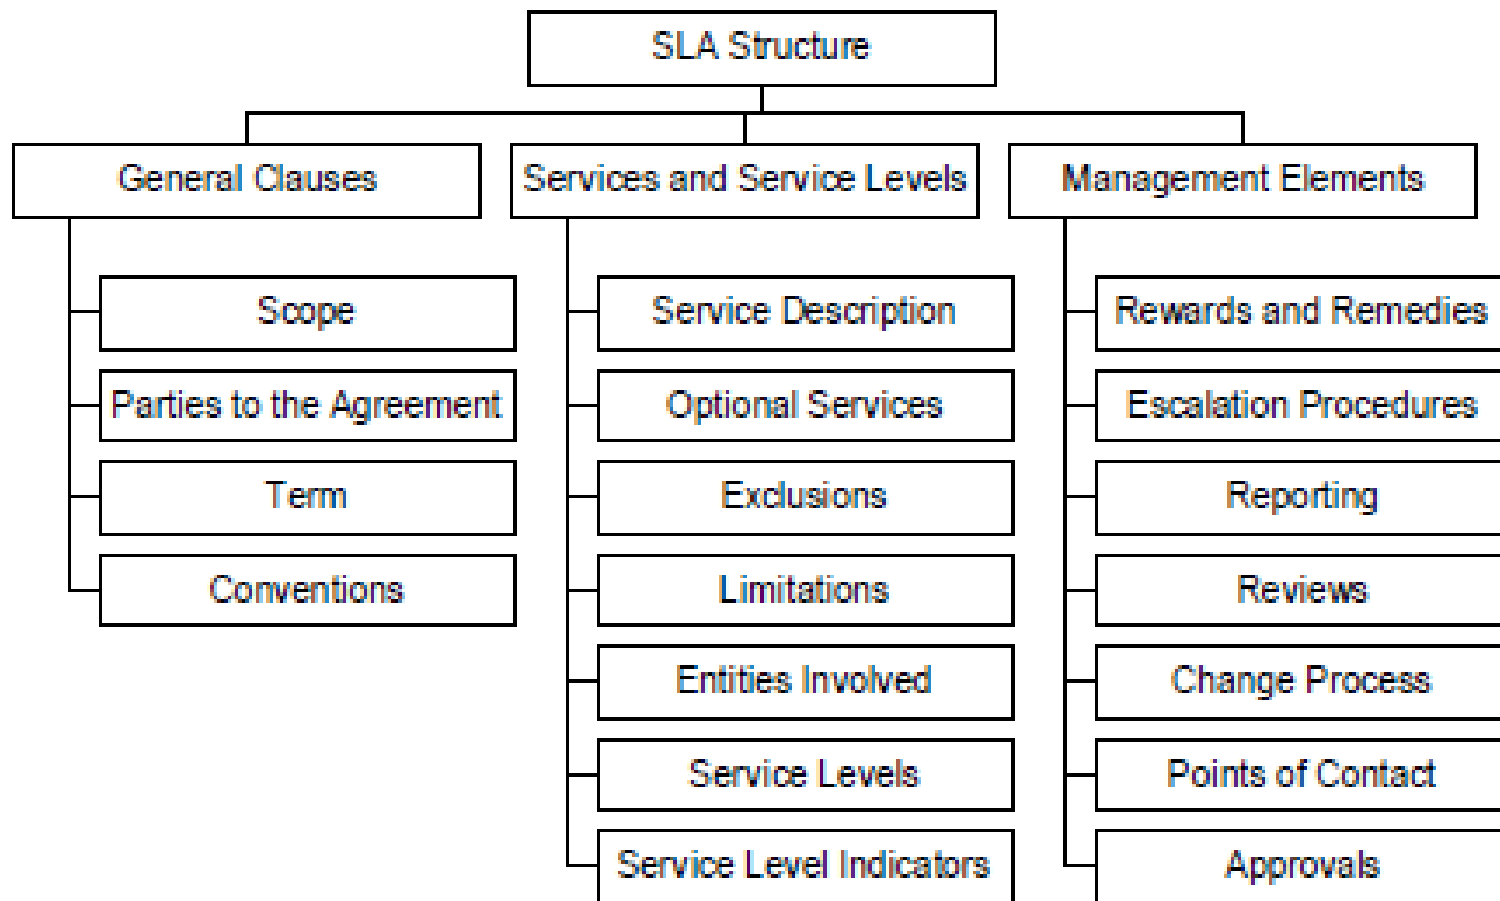 SLA Structure
General Clauses
Services and Service Levels
Management Elements
Scope
Parties to the Agreement
Term
Conventions
Service Description
Optional Services
Exclusions
Limitations
Entities Involved
Service Levels
Service Level Indicators
Rewards and Remedies
Escalation Procedures
Reporting
Reviews
Change Process
Points of Contact
Approvals